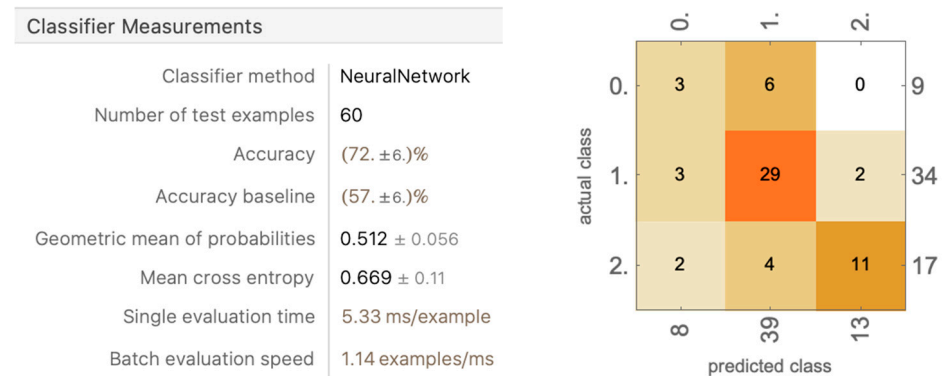 Classifier Measurements
Classifier method NeuralNetwork
Number of test examples 60
Accuracy (72. ±6.)%
Accuracy baseline (57. ±6.)%
Geometric mean of probabilities 0.512 ± 0.056
Mean cross entropy 0.669 ± 0.11
Single evaluation time 5.33 ms/example
Batch evaluation speed 1.14 examples/ms
0. 1. 2.
actual class
0. 3 6 0 9
1. 3 29 2 34
2. 2 4 11 17
8 39 13
predicted class